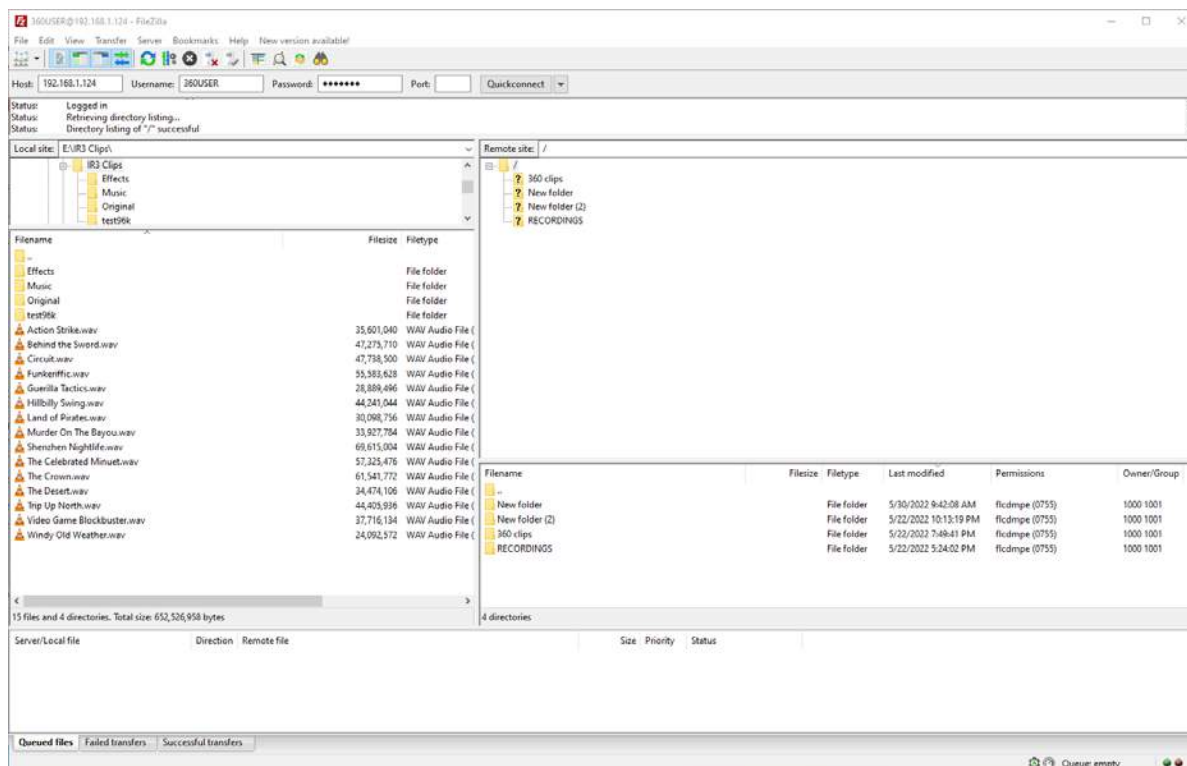 360USER@192.168.1.124 - FileZilla
File Edit View Transfer Server Bookmarks Help New version available!
Host: 192.168.1.124 Username: 360USER Password: ●●●●●●● Port: Quickconnect
Status: Logged in
Status: Retrieving directory listing...
Status: Directory listing of "/" successful
Local site: E:\IR3 Clips\
IR3 Clips
Effects
Music
Original
test96k
Remote site: /
/
360 clips
New folder
New folder (2)
RECORDINGS
Filename Filesize Filetype
..
Effects File folder
Music File folder
Original File folder
test96k File folder
Action Strike.wav 35,601,040 WAV Audio File (
Behind the Sword.wav 47,275,710 WAV Audio File (
Circuit.wav 47,738,500 WAV Audio File (
Funkeriffic.wav 55,583,628 WAV Audio File (
Guerilla Tactics.wav 28,889,496 WAV Audio File (
Hillbilly Swing.wav 44,241,044 WAV Audio File (
Land of Pirates.wav 30,098,756 WAV Audio File (
Murder On The Bayou.wav 33,927,784 WAV Audio File (
Shenzhen Nightlife.wav 69,615,004 WAV Audio File (
The Celebrated Minuet.wav 57,325,476 WAV Audio File (
The Crown.wav 61,541,772 WAV Audio File (
The Desert.wav 34,474,106 WAV Audio File (
Trip Up North.wav 44,405,936 WAV Audio File (
Video Game Blockbuster.wav 37,716,134 WAV Audio File (
Windy Old Weather.wav 24,092,572 WAV Audio File (
15 files and 4 directories. Total size: 652,526,958 bytes
Filename Filesize Filetype Last modified Permissions Owner/Group
..
New folder File folder 5/30/2022 9:42:08 AM flcdmpe (0755) 1000 1001
New folder (2) File folder 5/22/2022 10:15:19 PM flcdmpe (0755) 1000 1001
360 clips File folder 5/22/2022 7:49:41 PM flcdmpe (0755) 1000 1001
RECORDINGS File folder 5/22/2022 5:24:02 PM flcdmpe (0755) 1000 1001
4 directories
Server/Local file Direction Remote file Size Priority Status
Queued files Failed transfers Successful transfers
Queue: empty